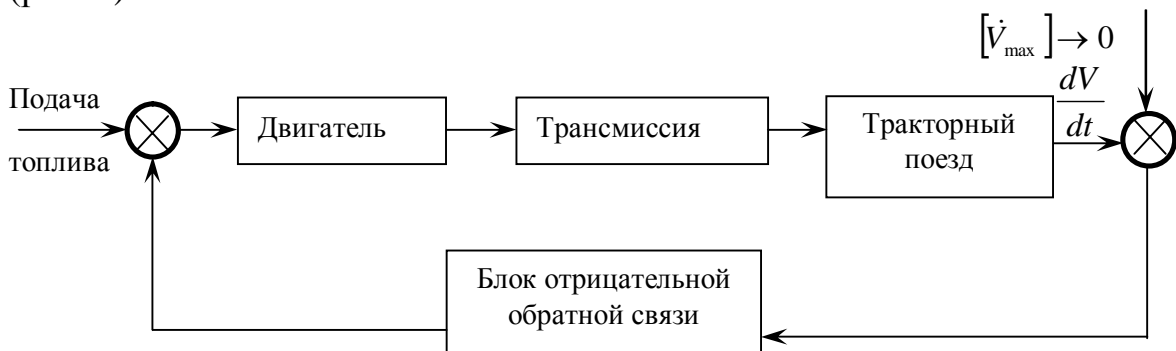 [V̇max] → 0
Подача
топлива
Двигатель
Трансмиссия
Тракторный
поезд
dV
dt
Блок отрицательной
обратной связи